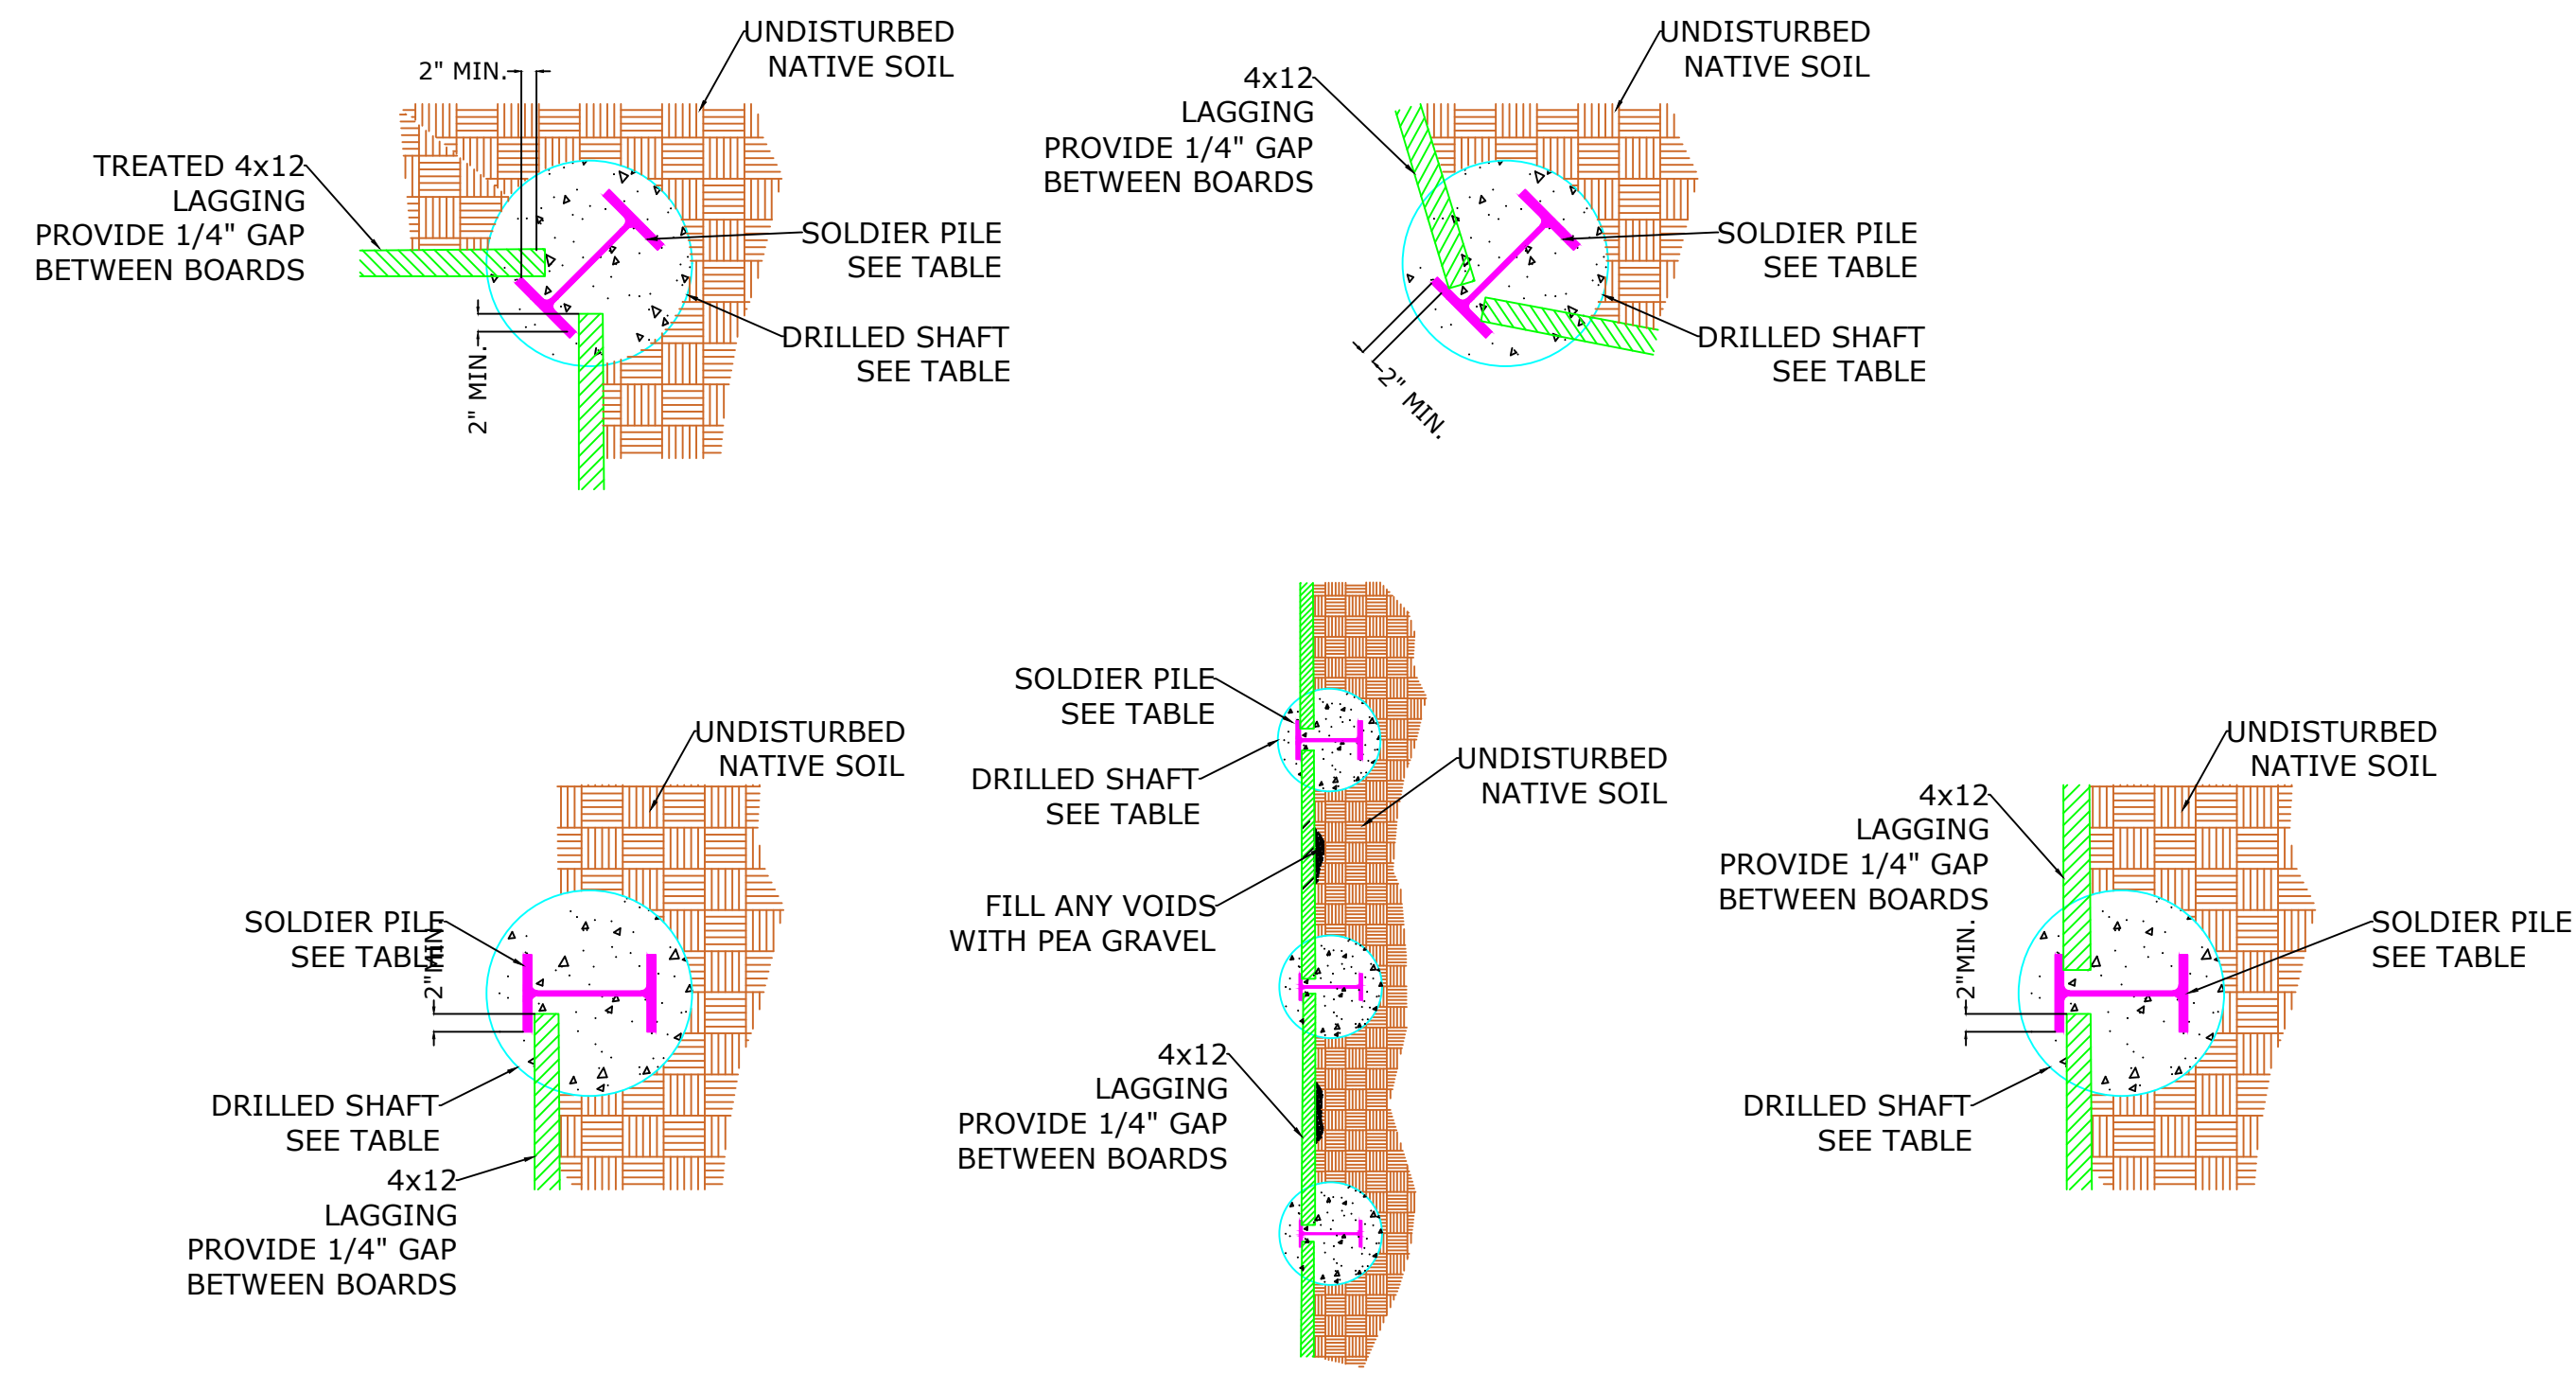 UNDISTURBED
NATIVE SOIL
2" MIN.
TREATED 4x12
LAGGING
PROVIDE 1/4" GAP
BETWEEN BOARDS
SOLDIER PILE
SEE TABLE
DRILLED SHAFT
SEE TABLE
2" MIN.
UNDISTURBED
NATIVE SOIL
4x12
LAGGING
PROVIDE 1/4" GAP
BETWEEN BOARDS
SOLDIER PILE
SEE TABLE
DRILLED SHAFT
SEE TABLE
2" MIN.
UNDISTURBED
NATIVE SOIL
SOLDIER PILE
SEE TABLE
2"MIN.
DRILLED SHAFT
SEE TABLE
4x12
LAGGING
PROVIDE 1/4" GAP
BETWEEN BOARDS
SOLDIER PILE
SEE TABLE
DRILLED SHAFT
SEE TABLE
UNDISTURBED
NATIVE SOIL
FILL ANY VOIDS
WITH PEA GRAVEL
4x12
LAGGING
PROVIDE 1/4" GAP
BETWEEN BOARDS
UNDISTURBED
NATIVE SOIL
4x12
LAGGING
PROVIDE 1/4" GAP
BETWEEN BOARDS
2"MIN.
SOLDIER PILE
SEE TABLE
DRILLED SHAFT
SEE TABLE